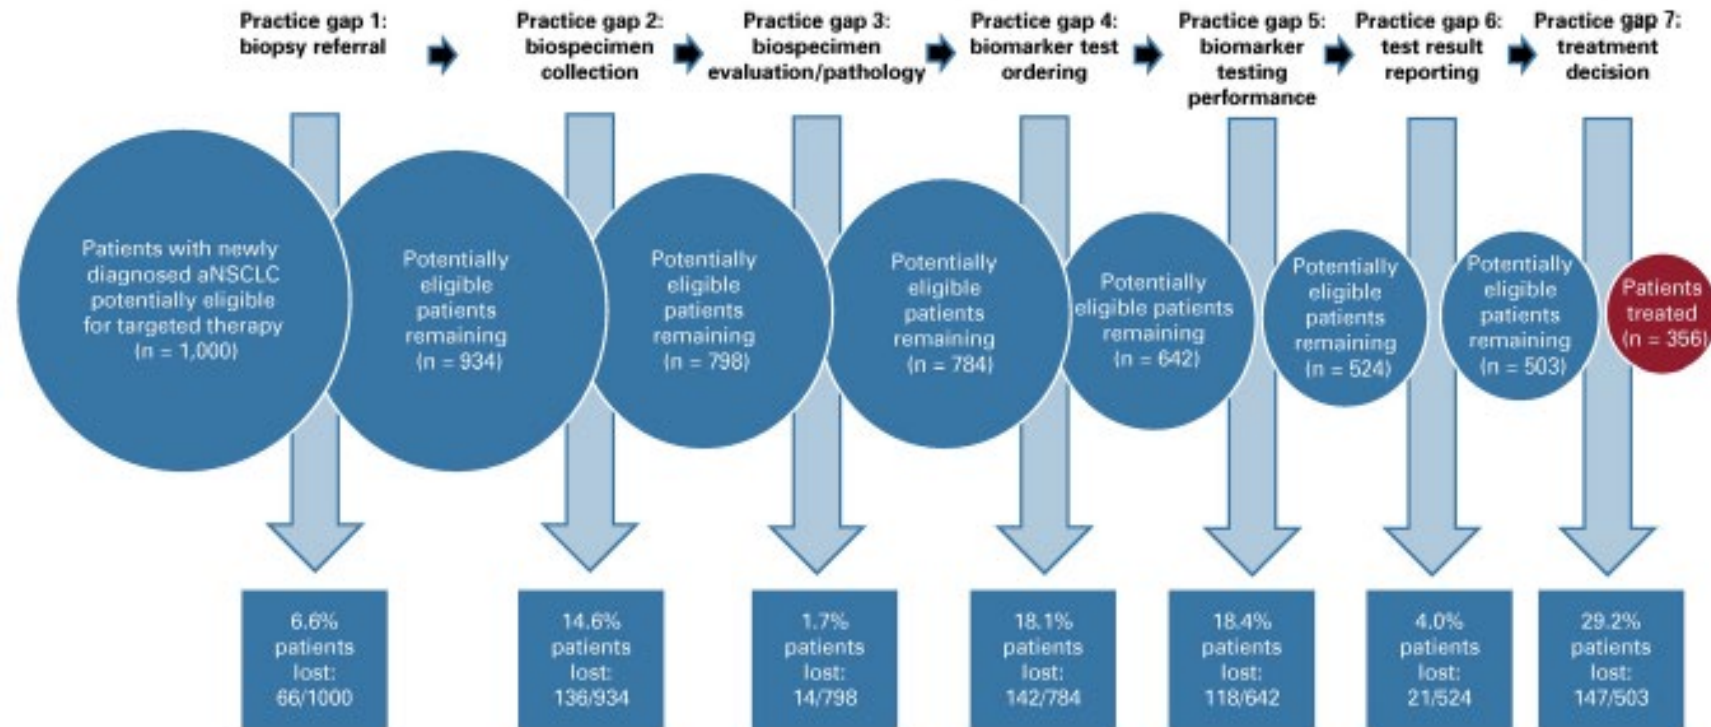 Practice gap 1:
biopsy referral
Practice gap 2:
biospecimen
collection
Practice gap 3:
biospecimen
evaluation/pathology
Practice gap 4:
biomarker test
ordering
Practice gap 5:
biomarker
testing
performance
Practice gap 6:
test result
reporting
Practice gap 7:
treatment
decision
Patients with newly
diagnosed aNSCLC
potentially eligible
for targeted therapy
(n = 1,000)
Potentially
eligible
patients
remaining
(n = 934)
Potentially
eligible
patients
remaining
(n = 798)
Potentially
eligible
patients
remaining
(n = 784)
Potentially
eligible patients
remaining
(n = 642)
Potentially
eligible
patients
remaining
(n = 524)
Potentially
eligible
patients
remaining
(n = 503)
Patients
treated
(n = 356)
6.6%
patients
lost:
66/1000
14.6%
patients
lost:
136/934
1.7%
patients
lost:
14/798
18.1%
patients
lost:
142/784
18.4%
patients
lost:
118/642
4.0%
patients
lost:
21/524
29.2%
patients
lost:
147/503